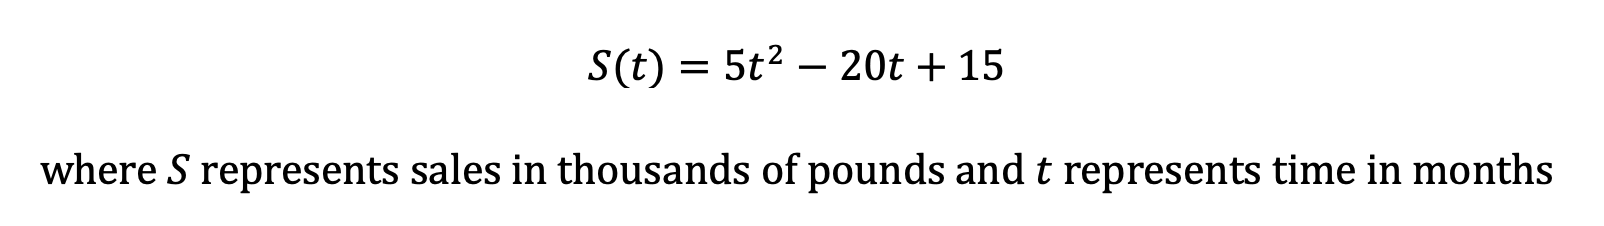 S(t) = 5t² − 20t + 15
where S represents sales in thousands of pounds and t represents time in months